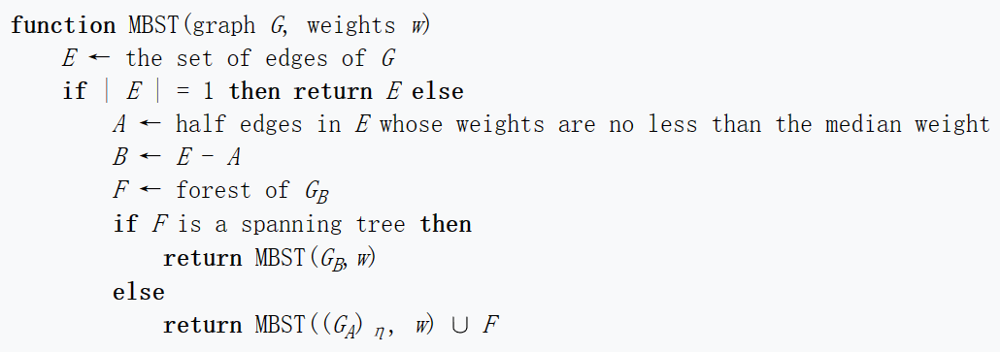 function MBST(graph G, weights w)
E ← the set of edges of G
if | E | = 1 then return E else
A ← half edges in E whose weights are no less than the median weight
B ← E - A
F ← forest of G_B
if F is a spanning tree then
return MBST(G_B, w)
else
return MBST((G_A)_η, w) ∪ F